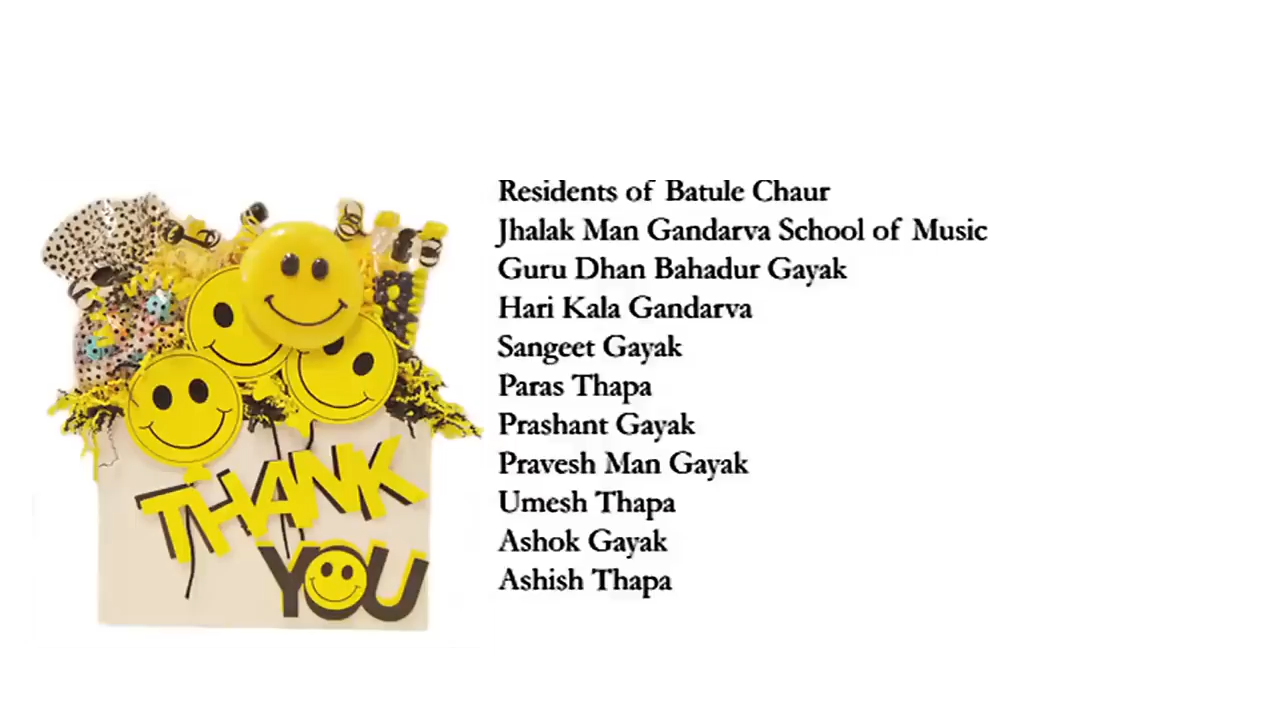 THANK
YOU
Residents of Batule Chaur
Jhalak Man Gandarva School of Music
Guru Dhan Bahadur Gayak
Hari Kala Gandarva
Sangeet Gayak
Paras Thapa
Prashant Gayak
Pravesh Man Gayak
Umesh Thapa
Ashok Gayak
Ashish Thapa